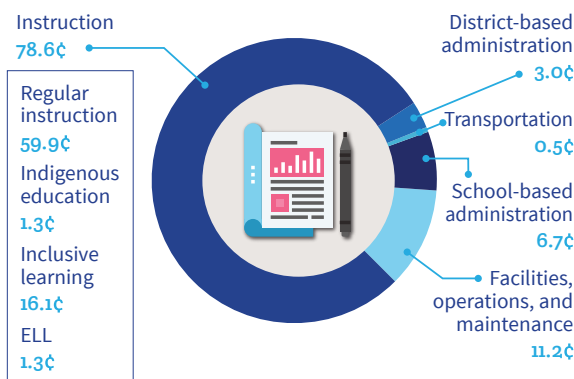 Instruction
78.6¢
Regular
instruction
59.9¢
Indigenous
education
1.3¢
Inclusive
learning
16.1¢
ELL
1.3¢
District-based
administration
3.0¢
Transportation
0.5¢
School-based
administration
6.7¢
Facilities,
operations, and
maintenance
11.2¢